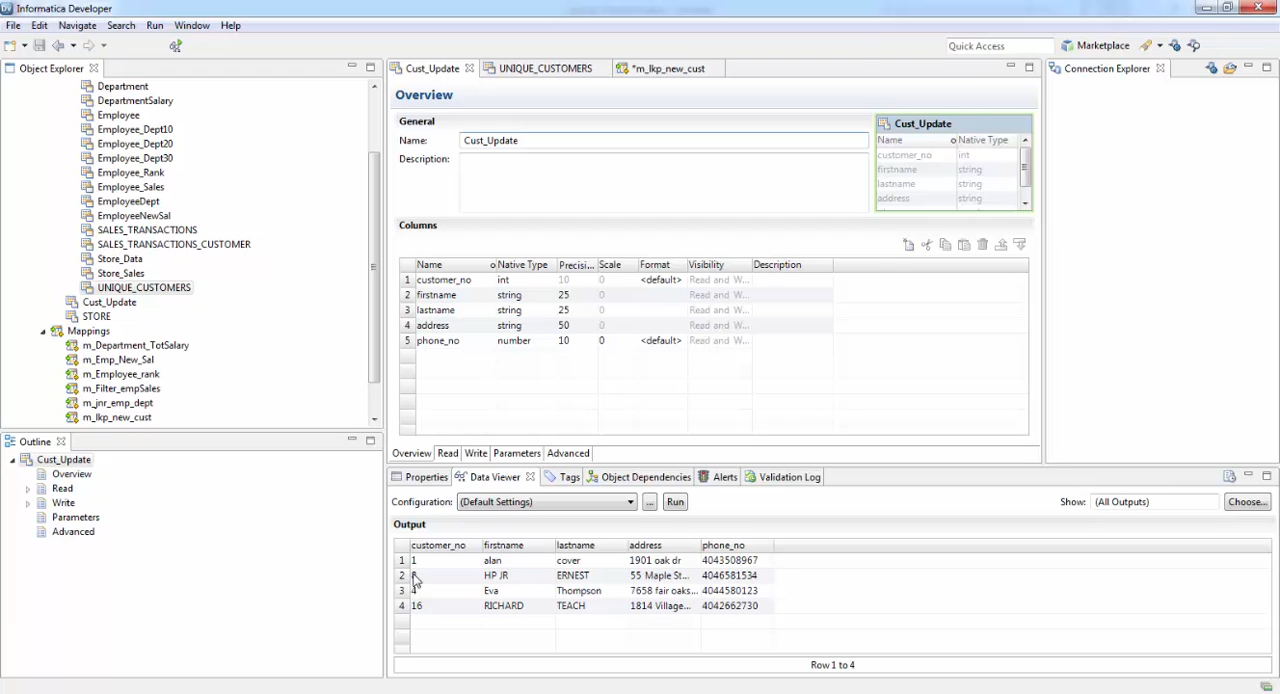 Informatica Developer
File Edit Navigate Search Run Window Help
Quick Access Marketplace
Object Explorer
Department
DepartmentSalary
Employee
Employee_Dept10
Employee_Dept20
Employee_Dept30
Employee_Rank
Employee_Sales
EmployeeDept
EmployeeNewSal
SALES_TRANSACTIONS
SALES_TRANSACTIONS_CUSTOMER
Store_Data
Store_Sales
UNIQUE_CUSTOMERS
Cust_Update
STORE
Mappings
m_Department_TotSalary
m_Emp_New_Sal
m_Employee_rank
m_Filter_empSales
m_jnr_emp_dept
m_lkp_new_cust
Outline
Cust_Update
Overview
Read
Write
Parameters
Advanced
Cust_Update UNIQUE_CUSTOMERS *m_lkp_new_cust
Overview
General
Name: Cust_Update
Description:
Cust_Update
Name Native Type
customer_no int
firstname string
lastname string
address string
Columns
Name Native Type Precisi... Scale Format Visibility Description
1 customer_no int 10 0 <default> Read and W...
2 firstname string 25 0 Read and W...
3 lastname string 25 0 Read and W...
4 address string 50 0 Read and W...
5 phone_no number 10 0 <default> Read and W...
Overview Read Write Parameters Advanced
Connection Explorer
Properties Data Viewer Tags Object Dependencies Alerts Validation Log
Configuration: (Default Settings) ... Run Show: (All Outputs) Choose...
Output
customer_no firstname lastname address phone_no
1 1 alan cover 1901 oak dr 4043508967
2 HP JR ERNEST 55 Maple St... 4046581534
3 4 Eva Thompson 7658 fair oaks... 4044580123
4 16 RICHARD TEACH 1814 Village... 4042662730
Row 1 to 4